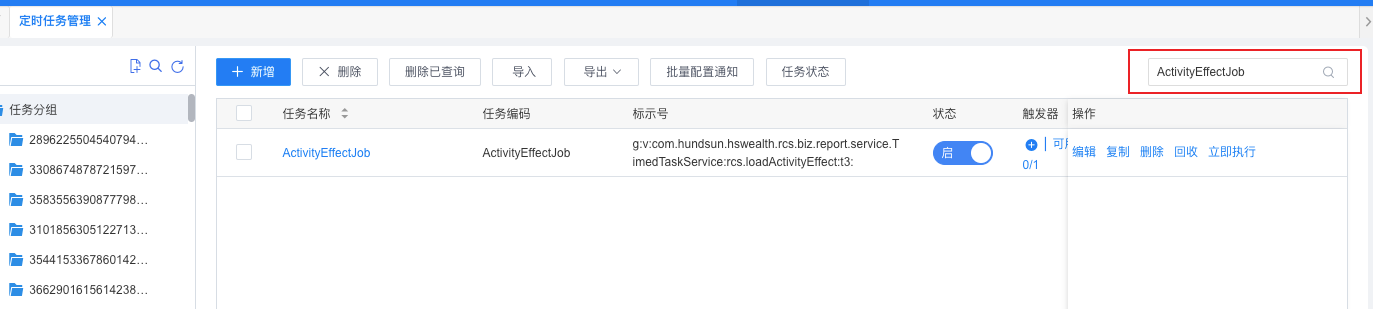 定时任务管理
新增
删除
删除已查询
导入
导出
批量配置通知
任务状态
ActivityEffectJob
任务分组
2896225504540794...
3308674878721597...
3583556390877798...
3101856305122713...
3544153367860142...
3662901615614238...
任务名称
任务编码
标示号
状态
触发器
操作
ActivityEffectJob
ActivityEffectJob
g:v:com.hundsun.hswealth.rcs.biz.report.service.T
imedTaskService:rcs.loadActivityEffect:t3:
启
可用
0/1
编辑
复制
删除
回收
立即执行